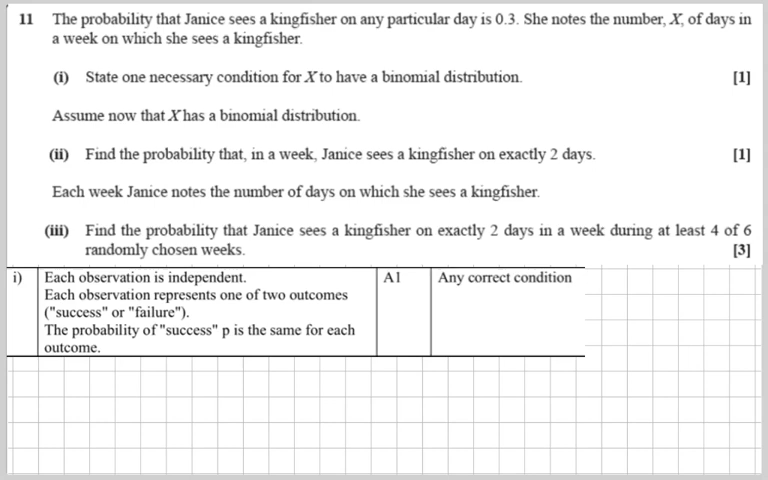 11 The probability that Janice sees a kingfisher on any particular day is 0.3. She notes the number, X, of days in
a week on which she sees a kingfisher.
(i) State one necessary condition for X to have a binomial distribution. [1]
Assume now that X has a binomial distribution.
(ii) Find the probability that, in a week, Janice sees a kingfisher on exactly 2 days. [1]
Each week Janice notes the number of days on which she sees a kingfisher.
(iii) Find the probability that Janice sees a kingfisher on exactly 2 days in a week during at least 4 of 6
randomly chosen weeks. [3]
i) Each observation is independent. A1 Any correct condition
Each observation represents one of two outcomes
("success" or "failure").
The probability of "success" p is the same for each
outcome.